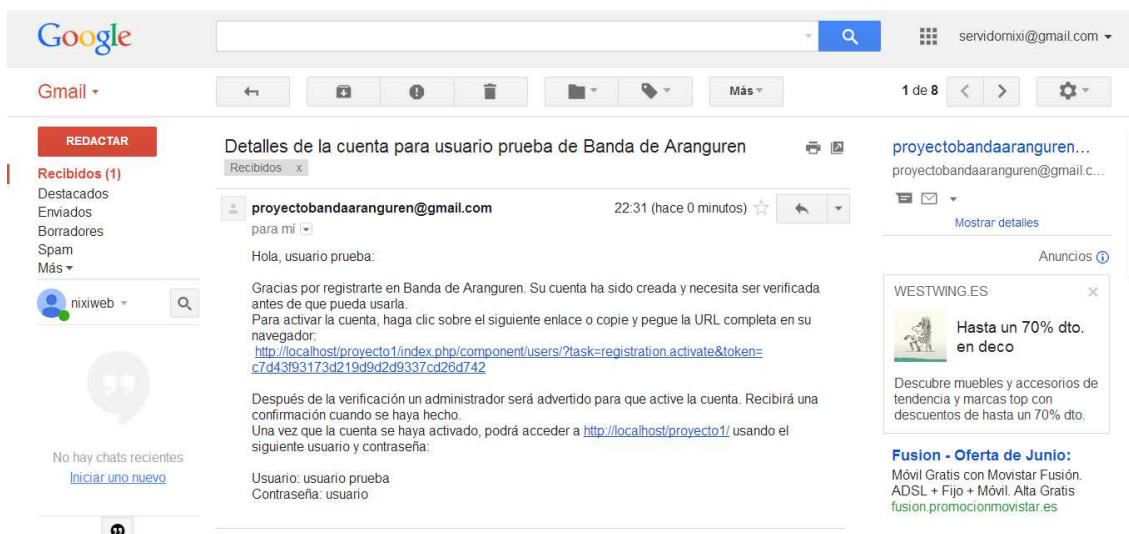 Google
servidornixi@gmail.com
Gmail
Más
1 de 8
REDACTAR
Recibidos (1)
Destacados
Enviados
Borradores
Spam
Más
nixiweb
No hay chats recientes
Iniciar uno nuevo
Detalles de la cuenta para usuario prueba de Banda de Aranguren
Recibidos x
proyectobandaaranguren@gmail.com 22:31 (hace 0 minutos)
para mí
Hola, usuario prueba:
Gracias por registrarte en Banda de Aranguren. Su cuenta ha sido creada y necesita ser verificada
antes de que pueda usarla.
Para activar la cuenta, haga clic sobre el siguiente enlace o copie y pegue la URL completa en su
navegador:
http://localhost/proyecto1/index.php/component/users/?task=registration.activate&token=
c7d43f93173d219d9d2d9337cd26d742
Después de la verificación un administrador será advertido para que active la cuenta. Recibirá una
confirmación cuando se haya hecho.
Una vez que la cuenta se haya activado, podrá acceder a http://localhost/proyecto1/ usando el
siguiente usuario y contraseña:
Usuario: usuario prueba
Contraseña: usuario
proyectobandaaranguren...
proyectobandaaranguren@gmail.c...
Mostrar detalles
Anuncios
WESTWING.ES
Hasta un 70% dto.
en deco
Descubre muebles y accesorios de
tendencia y marcas top con
descuentos de hasta un 70% dto.
Fusion - Oferta de Junio:
Móvil Gratis con Movistar Fusión.
ADSL + Fijo + Móvil. Alta Gratis
fusion.promocionmovistar.es